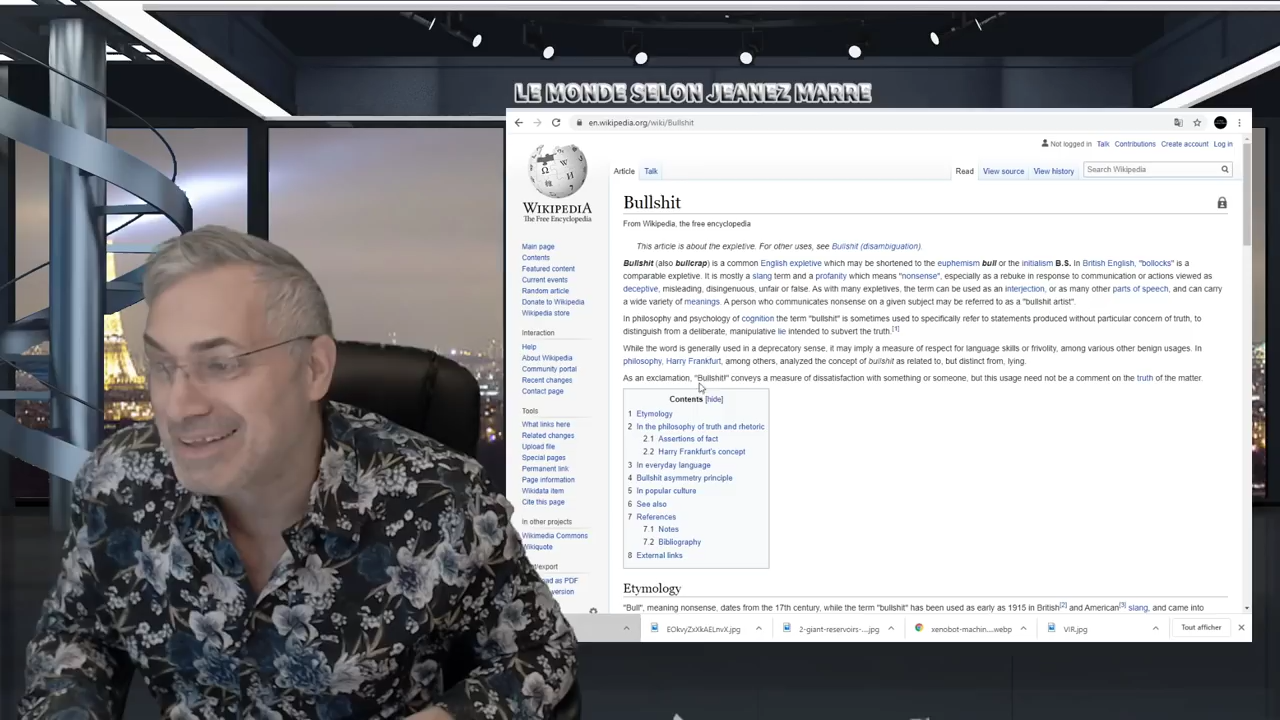 LE MONDE SELON JEANEZ MARRE
en.wikipedia.org/wiki/Bullshit
Not logged in Talk Contributions Create account Log in
Article Talk Read View source View history Search Wikipedia
WIKIPEDIA
The Free Encyclopedia
Main page
Contents
Featured content
Current events
Random article
Donate to Wikipedia
Wikipedia store
Interaction
Help
About Wikipedia
Community portal
Recent changes
Contact page
Tools
What links here
Related changes
Upload file
Special pages
Permanent link
Page information
Wikidata item
Cite this page
In other projects
Wikimedia Commons
Wikiquote
Bullshit
From Wikipedia, the free encyclopedia
This article is about the expletive. For other uses, see Bullshit (disambiguation).
Bullshit (also bullcrap) is a common English expletive which may be shortened to the euphemism bull or the initialism B.S. In British English, "bollocks" is a
comparable expletive. It is mostly a slang term and a profanity which means "nonsense", especially as a rebuke in response to communication or actions viewed as
deceptive, misleading, disingenuous, unfair or false. As with many expletives, the term can be used as an interjection, or as many other parts of speech, and can carry
a wide variety of meanings. A person who communicates nonsense on a given subject may be referred to as a "bullshit artist".
In philosophy and psychology of cognition the term "bullshit" is sometimes used to specifically refer to statements produced without particular concern of truth, to
distinguish from a deliberate, manipulative lie intended to subvert the truth.[1]
While the word is generally used in a deprecatory sense, it may imply a measure of respect for language skills or frivolity, among various other benign usages. In
philosophy, Harry Frankfurt, among others, analyzed the concept of bullshit as related to, but distinct from, lying.
As an exclamation, "Bullshit!" conveys a measure of dissatisfaction with something or someone, but this usage need not be a comment on the truth of the matter.
Contents [hide]
1 Etymology
2 In the philosophy of truth and rhetoric
2.1 Assertions of fact
2.2 Harry Frankfurt's concept
3 In everyday language
4 Bullshit asymmetry principle
5 In popular culture
6 See also
7 References
7.1 Notes
7.2 Bibliography
8 External links
Etymology
"Bull", meaning nonsense, dates from the 17th century, while the term "bullshit" has been used as early as 1915 in British[2] and American[3] slang, and came into
EOkvyZxXkAELnvX.jpg 2-giant-reservoirs-....jpg xenobot-machin....webp VIR.jpg Tout afficher